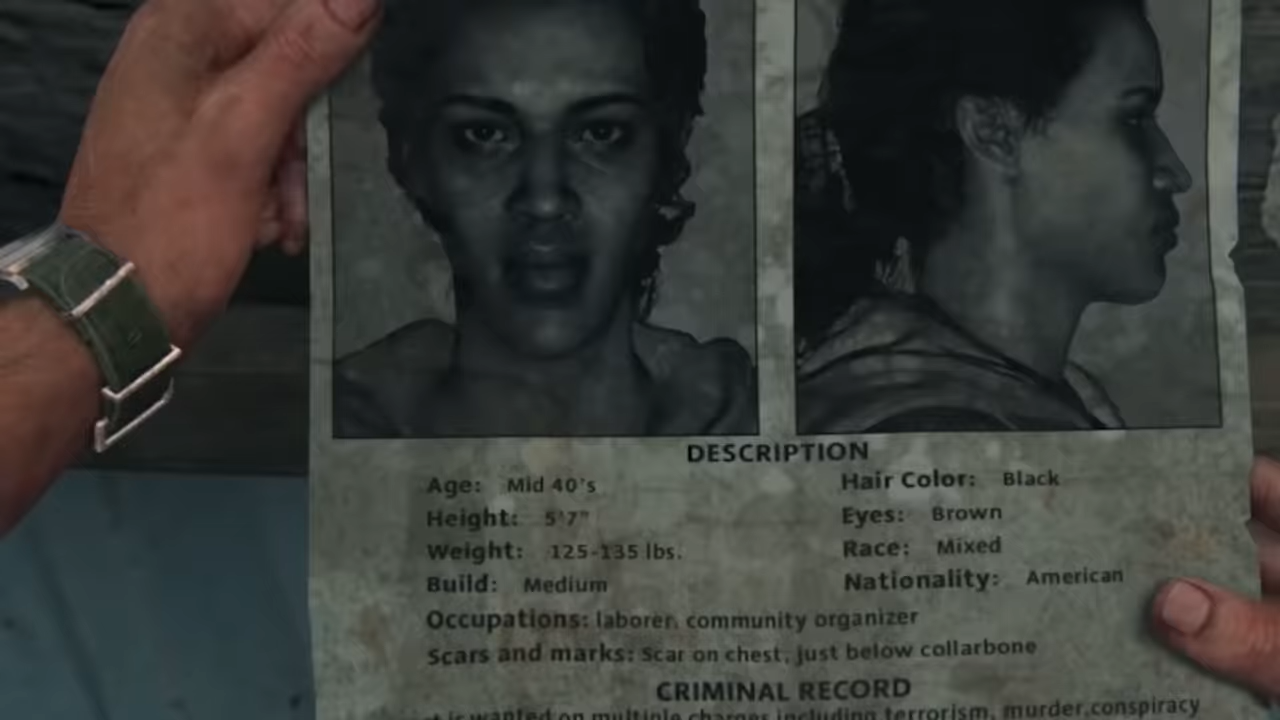 DESCRIPTION
Age: Mid 40's Hair Color: Black
Height: 5'7" Eyes: Brown
Weight: 125-135 lbs. Race: Mixed
Build: Medium Nationality: American
Occupations: laborer, community organizer
Scars and marks: Scar on chest, just below collarbone
CRIMINAL RECORD
is wanted on multiple charges including terrorism, murder,conspiracy